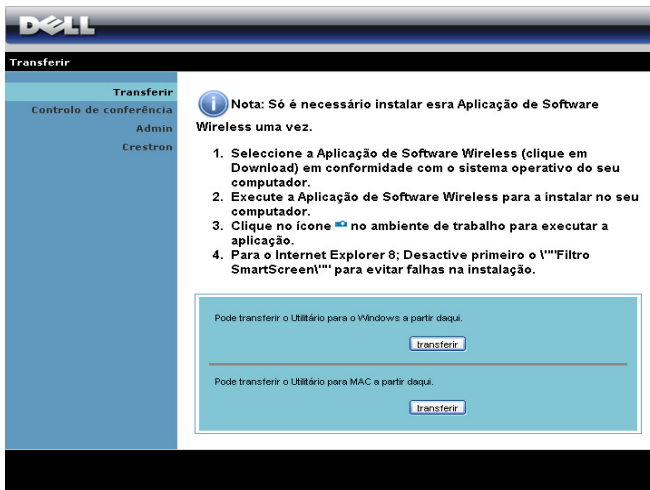 DELL
Transferir
Transferir
Controlo de conferência
Admin
Crestron
Nota: Só é necessário instalar esra Aplicação de Software
Wireless uma vez.
1. Seleccione a Aplicação de Software Wireless (clique em
Download) em conformidade com o sistema operativo do seu
computador.
2. Execute a Aplicação de Software Wireless para a instalar no seu
computador.
3. Clique no ícone no ambiente de trabalho para executar a
aplicação.
4. Para o Internet Explorer 8; Desactive primeiro o \""Filtro
SmartScreen\"" para evitar falhas na instalação.
Pode transferir o Utilitário para o Windows a partir daqui.
transferir
Pode transferir o Utilitário para MAC a partir daqui.
transferir